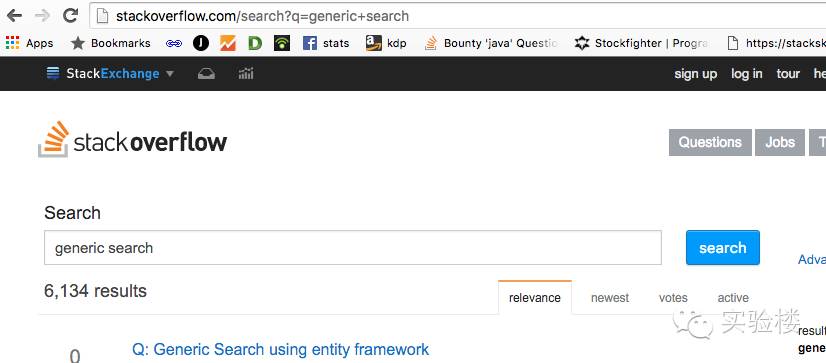 stackoverflow.com/search?q=generic+search
Apps Bookmarks stats kdp Bounty 'java' Questio Stockfighter | Progra https://stacksk
StackExchange sign up log in tour he
stackoverflow Questions Jobs T
Search
generic search search
Adva
6,134 results relevance newest votes active
实验楼
result
gene
0 Q: Generic Search using entity framework